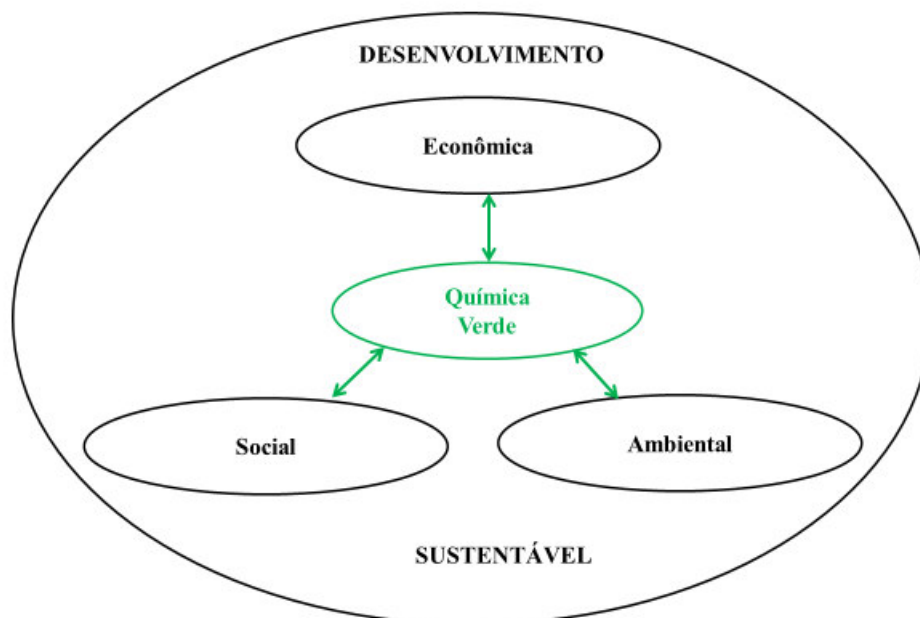 DESENVOLVIMENTO
Econômica
Química
Verde
Social
Ambiental
SUSTENTÁVEL